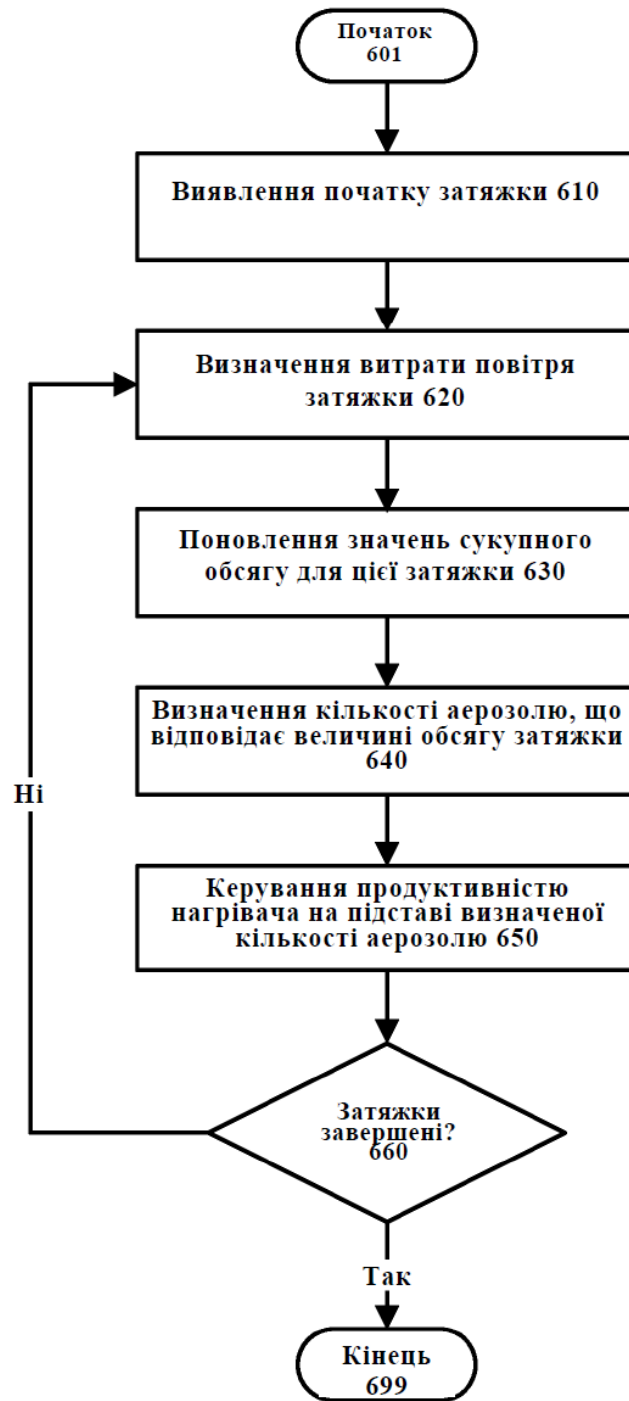 Початок
601
Виявлення початку затяжки 610
Визначення витрати повітря
затяжки 620
Поновлення значень сукупного
обсягу для цієї затяжки 630
Визначення кількості аерозолю, що
відповідає величині обсягу затяжки
640
Ні
Керування продуктивністю
нагрівача на підставі визначеної
кількості аерозолю 650
Затяжки
завершені?
660
Так
Кінець
699